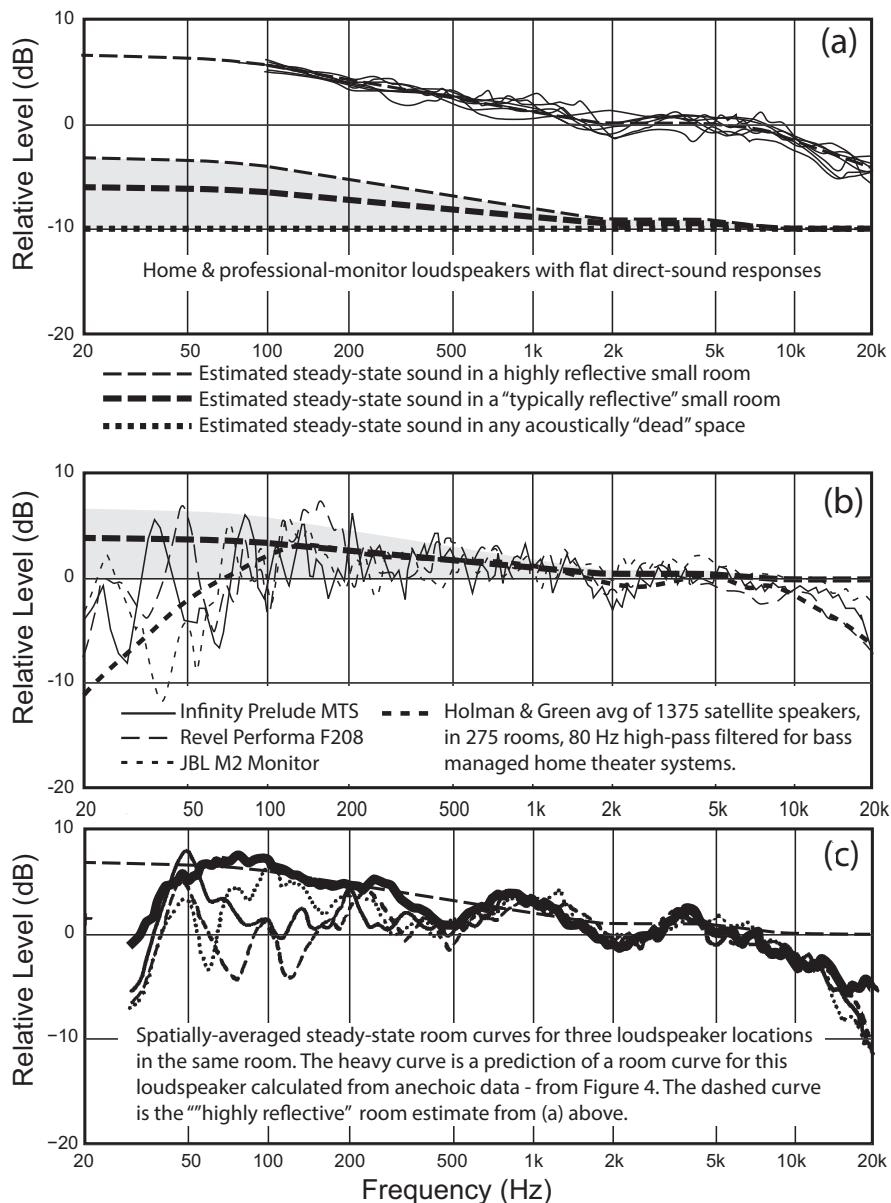 10
(a)
0
-10
-20
Relative Level (dB)
Home & professional-monitor loudspeakers with flat direct-sound responses
20 50 100 200 500 1k 2k 5k 10k 20k
Estimated steady-state sound in a highly reflective small room
Estimated steady-state sound in a “typically reflective” small room
Estimated steady-state sound in any acoustically “dead” space
10
(b)
0
-10
-20
Relative Level (dB)
Infinity Prelude MTS
Revel Performa F208
JBL M2 Monitor
Holman & Green avg of 1375 satellite speakers,
in 275 rooms, 80 Hz high-pass filtered for bass
managed home theater systems.
20 50 100 200 500 1k 2k 5k 10k 20k
10
(c)
0
−10
−20
Relative Level (dB)
Spatially-averaged steady-state room curves for three loudspeaker locations
in the same room. The heavy curve is a prediction of a room curve for this
loudspeaker calculated from anechoic data - from Figure 4. The dashed curve
is the “"highly reflective” room estimate from (a) above.
20 50 100 200 500 1k 2k 5k 10k 20k
Frequency (Hz)